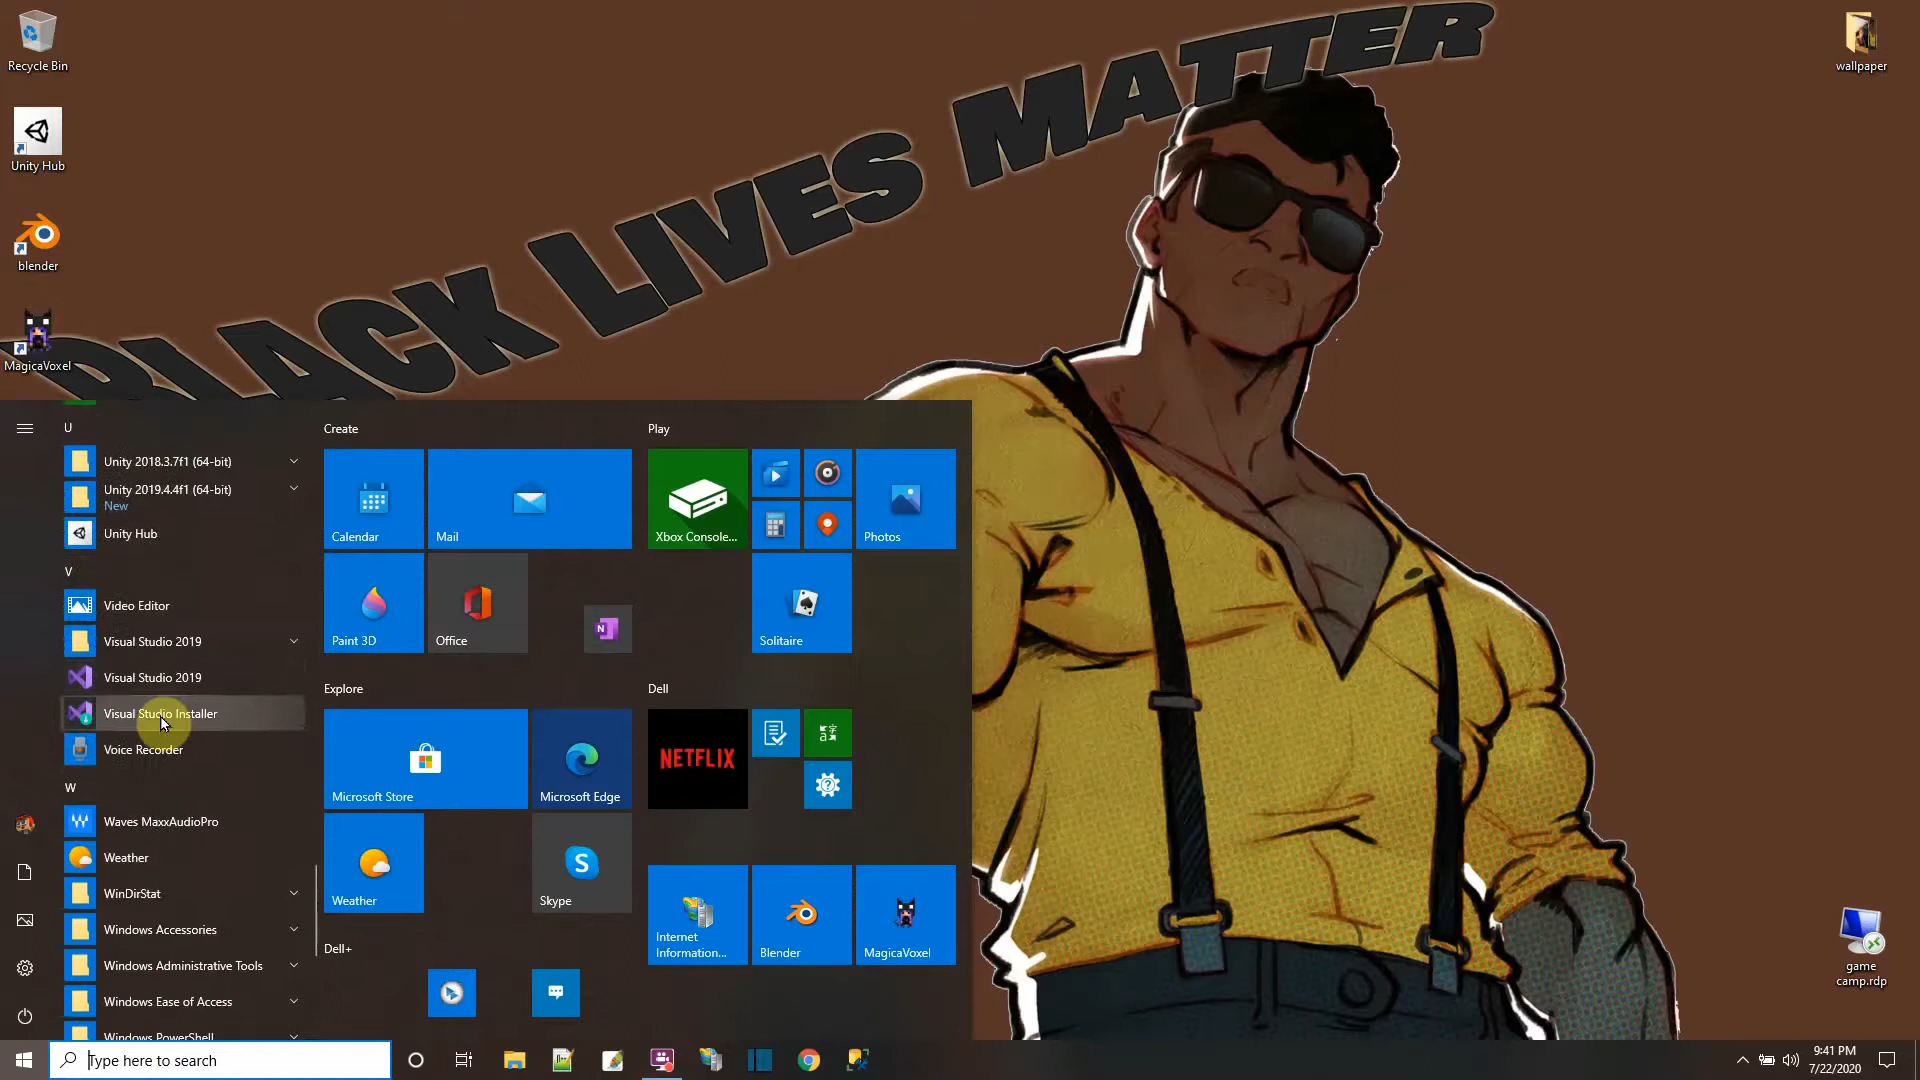 Recycle Bin
Unity Hub
blender
MagicaVoxel
BLACK LIVES MATTER
wallpaper
game
camp.rdp
U
Unity 2018.3.7f1 (64-bit)
Unity 2019.4.4f1 (64-bit)
New
Unity Hub
V
Video Editor
Visual Studio 2019
Visual Studio 2019
Visual Studio Installer
Voice Recorder
W
Waves MaxxAudioPro
Weather
WinDirStat
Windows Accessories
Windows Administrative Tools
Windows Ease of Access
Windows PowerShell
Create
Calendar
Mail
Paint 3D
Office
N
Explore
Microsoft Store
Microsoft Edge
Weather
S
Skype
Dell+
Play
Xbox Console...
Photos
Solitaire
Dell
NETFLIX
Internet
Information...
Blender
MagicaVoxel
Type here to search
9:41 PM
7/22/2020